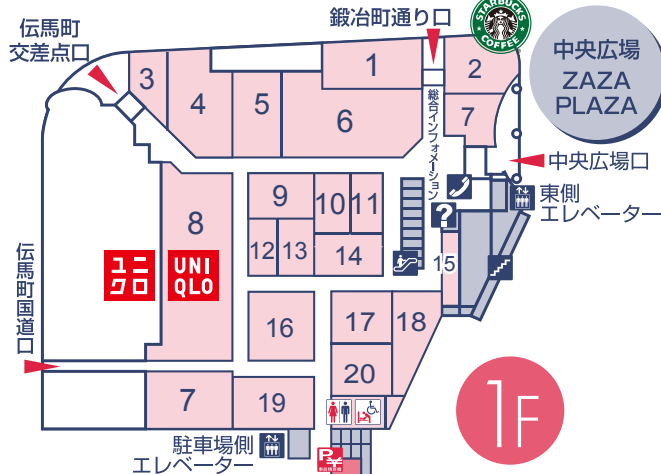 伝馬町
交差点口
鍛冶町通り口
STARBUCKS
COFFEE
中央広場
ZAZA
PLAZA
1
2
3
4
5
6
7
総合インフォメーション
中央広場口
東側
エレベーター
8
9
10
11
12
13
14
15
?
ユニ
クロ
UNI
QLO
伝馬町国道口
16
17
18
20
7
19
駐車場側
エレベーター
P¥
1F